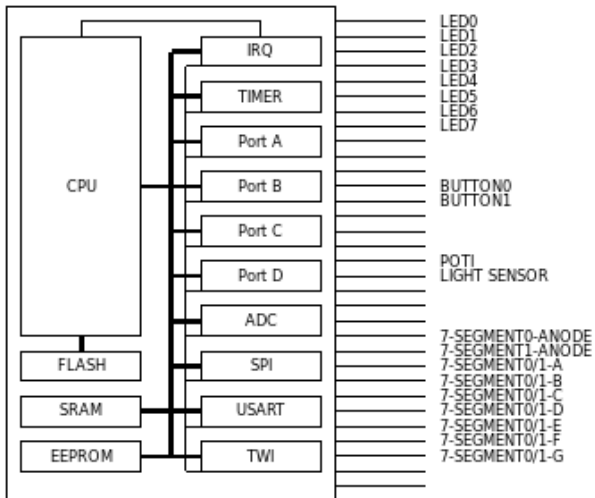 CPU
FLASH
SRAM
EEPROM
IRQ
TIMER
Port A
Port B
Port C
Port D
ADC
SPI
USART
TWI
LED0
LED1
LED2
LED3
LED4
LED5
LED6
LED7
BUTTON0
BUTTON1
POTI
LIGHT SENSOR
7-SEGMENT0-ANODE
7-SEGMENT1-ANODE
7-SEGMENT0/1-A
7-SEGMENT0/1-B
7-SEGMENT0/1-C
7-SEGMENT0/1-D
7-SEGMENT0/1-E
7-SEGMENT0/1-F
7-SEGMENT0/1-G